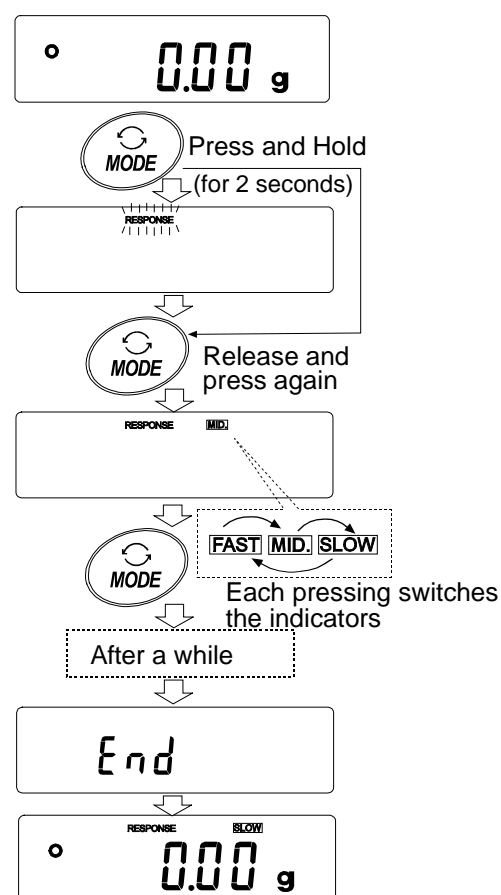 0.00 g
MODE
Press and Hold
(for 2 seconds)
RESPONSE
MODE
Release and
press again
RESPONSE MID.
FAST MID. SLOW
MODE
Each pressing switches
the indicators
After a while
End
RESPONSE SLOW
0.00 g